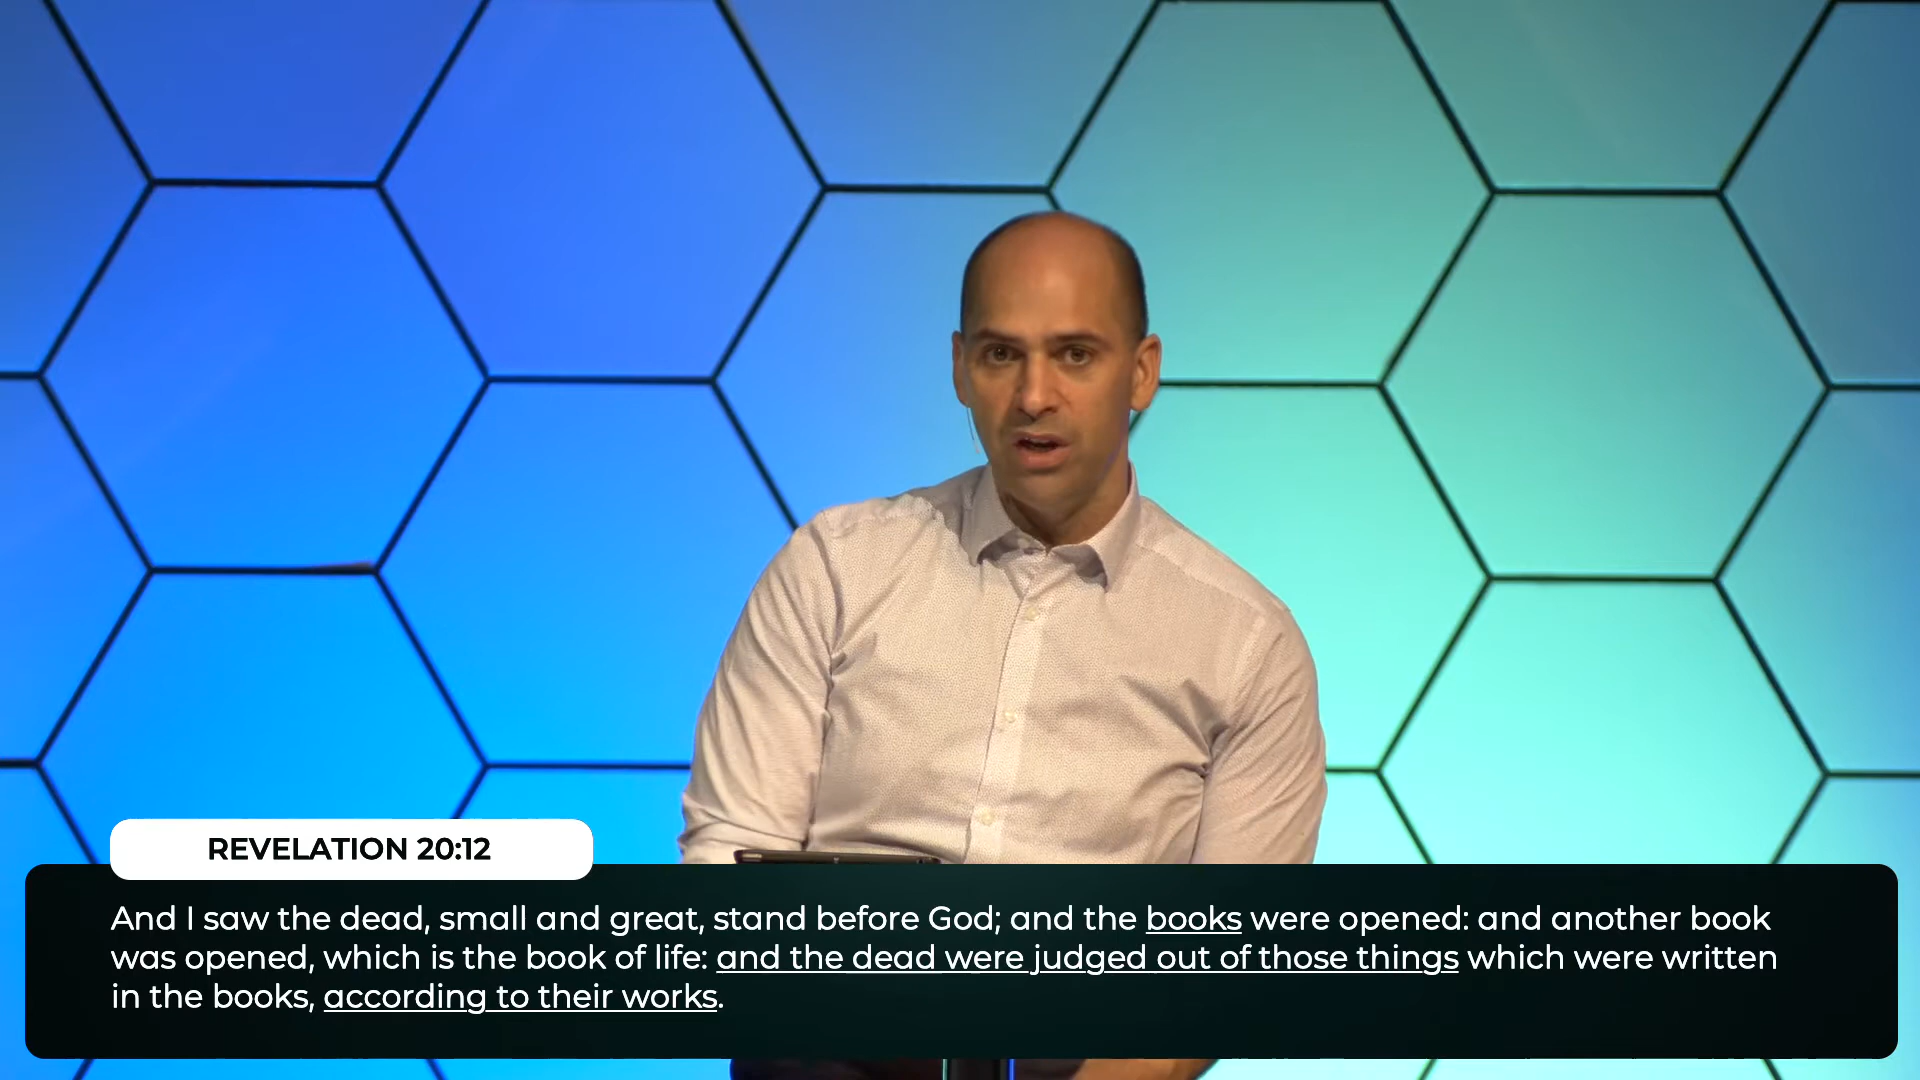 REVELATION 20:12
And I saw the dead, small and great, stand before God; and the books were opened: and another book
was opened, which is the book of life: and the dead were judged out of those things which were written
in the books, according to their works.